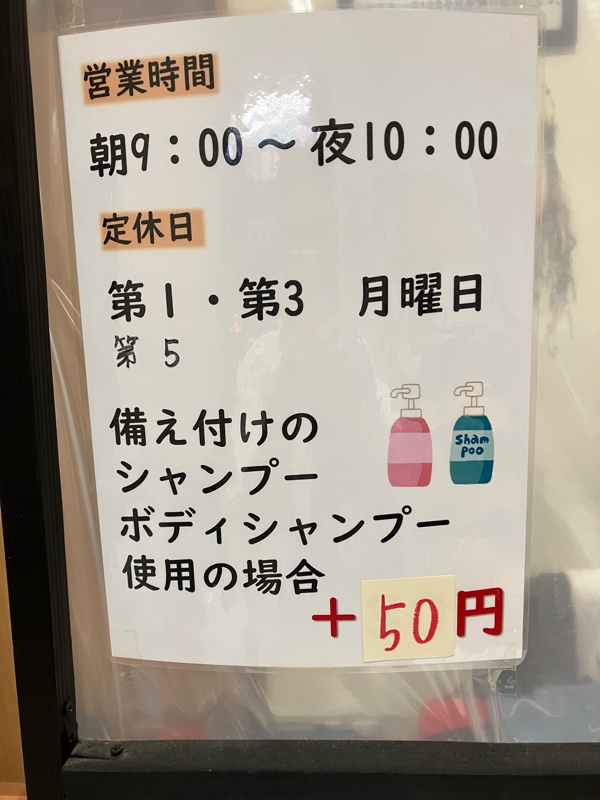 営業時間
朝9：00～夜10：00
定休日
第1・第3　月曜日
第5
備え付けの
シャンプー
Sham
poo
ボディシャンプー
使用の場合
＋50円